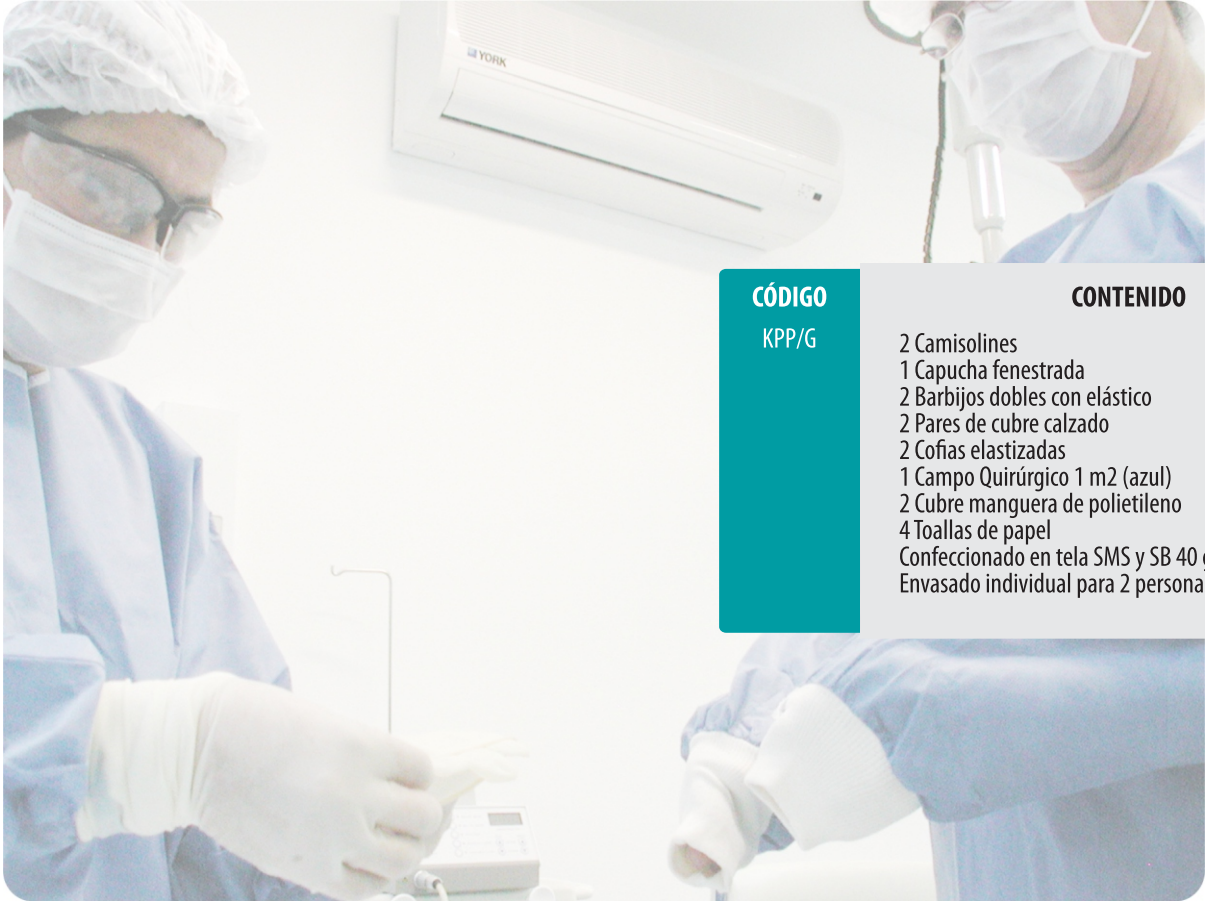 YORK
CÓDIGO
CONTENIDO
KPP/G
2 Camisolines
1 Capucha fenestrada
2 Barbijos dobles con elástico
2 Pares de cubre calzado
2 Cofias elastizadas
1 Campo Quirúrgico 1 m2 (azul)
2 Cubre manguera de polietileno
4 Toallas de papel
Confeccionado en tela SMS y SB 40
Envasado individual para 2 persona